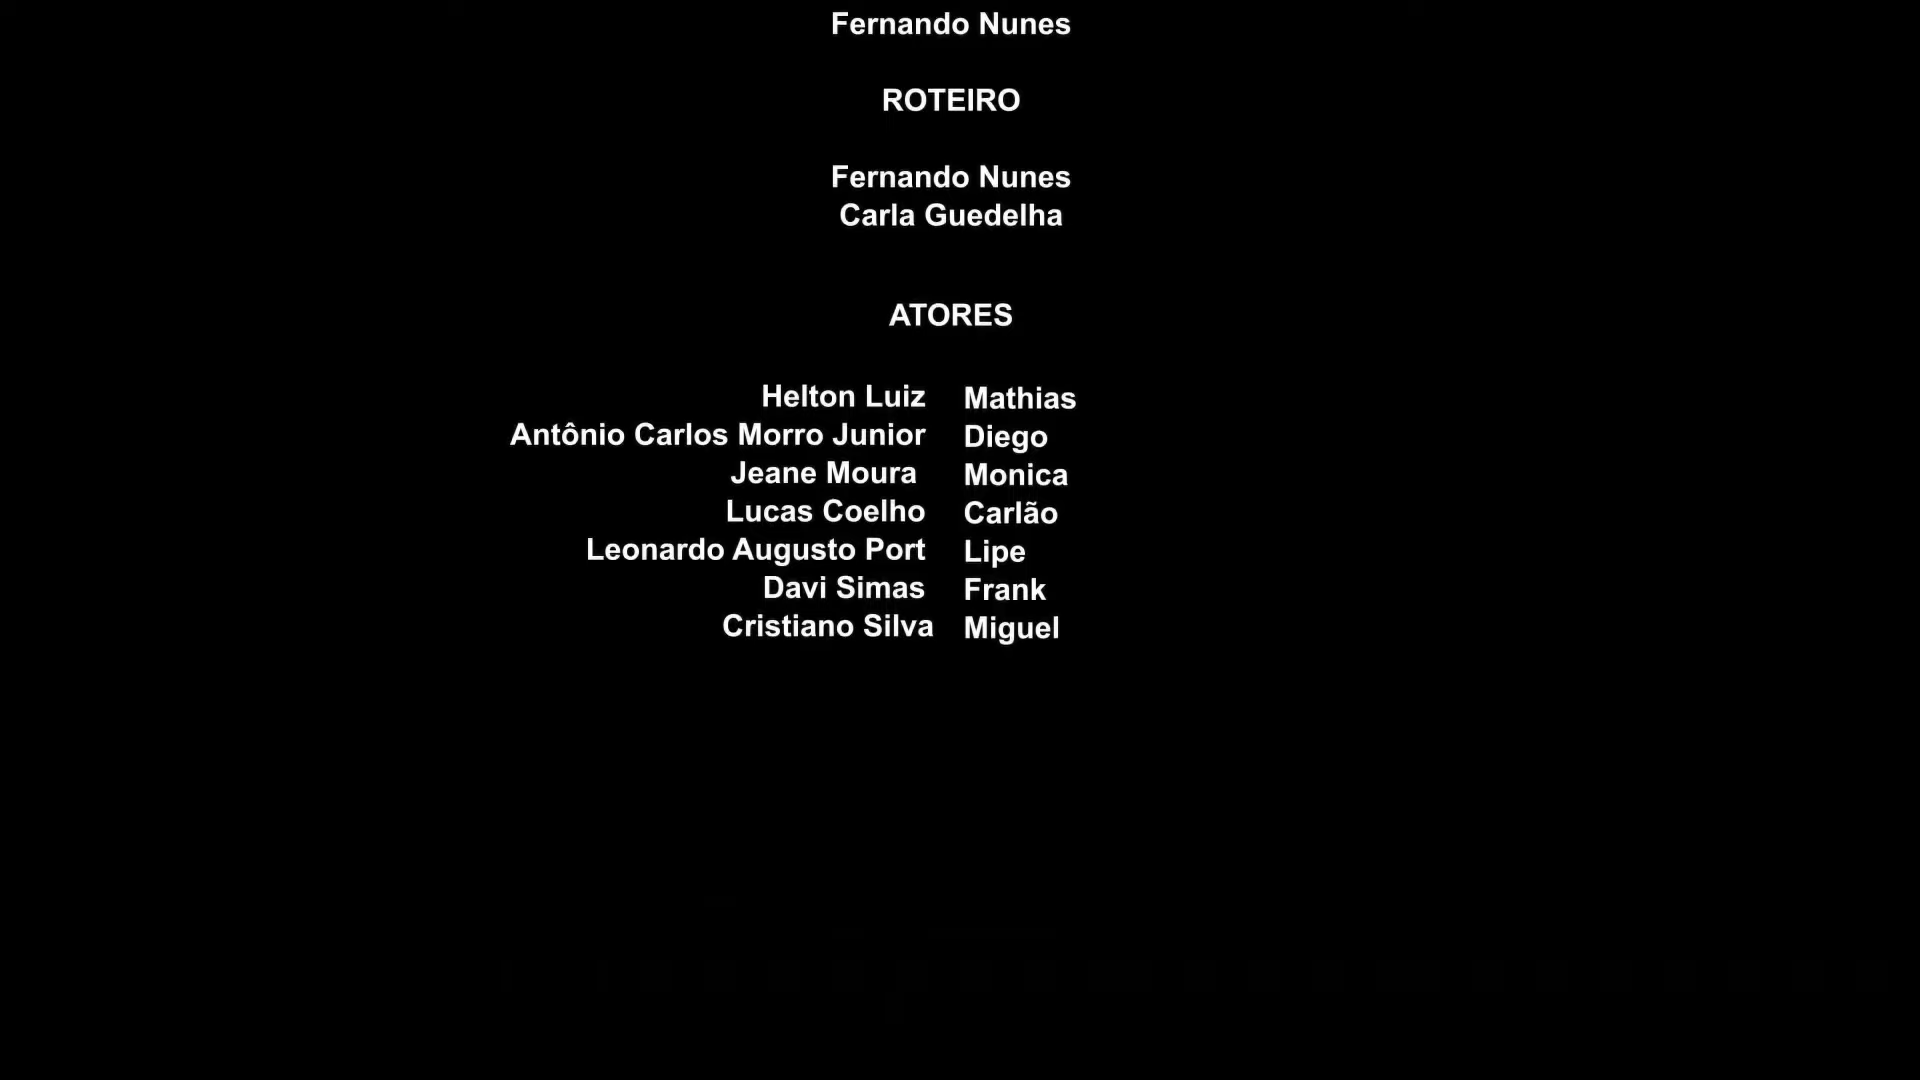 Fernando Nunes
ROTEIRO
Fernando Nunes
Carla Guedelha
ATORES
Helton Luiz Mathias
Antônio Carlos Morro Junior Diego
Jeane Moura Monica
Lucas Coelho Carlão
Leonardo Augusto Port Lipe
Davi Simas Frank
Cristiano Silva Miguel